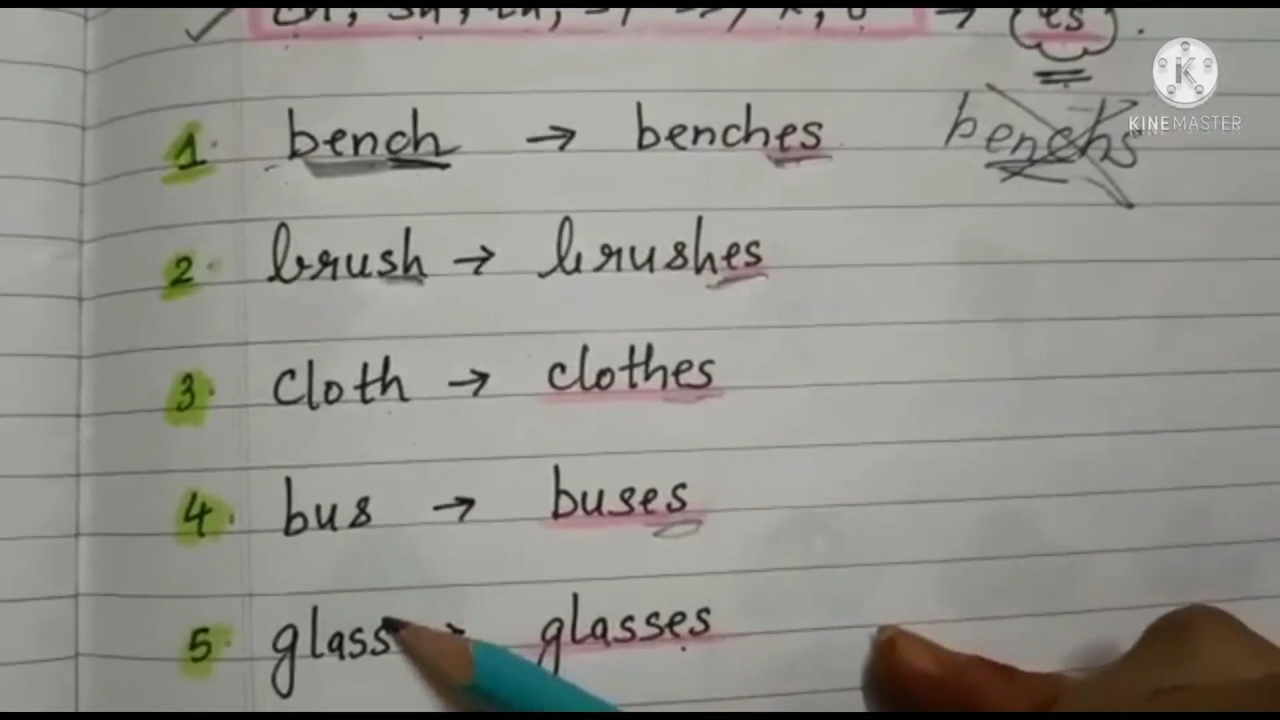 → es .
1. bench → benches benchs
2. brush → brushes
3. Cloth → clothes
4. bus → buses
5. glass → glasses
KINEMASTER